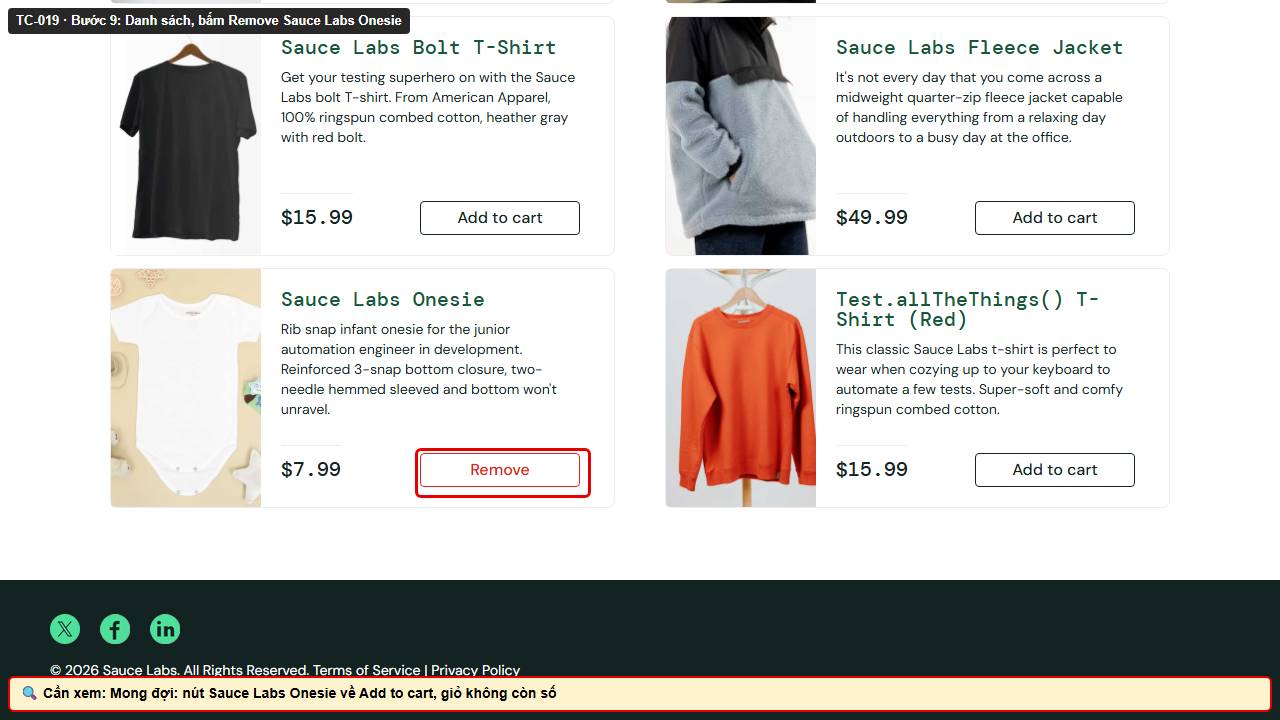 TC-019 · Bước 9: Danh sách, bấm Remove Sauce Labs Onesie
Sauce Labs Bolt T-Shirt
Get your testing superhero on with the Sauce
Labs bolt T-shirt. From American Apparel,
100% ringspun combed cotton, heather gray
with red bolt.
$15.99
Add to cart
Sauce Labs Fleece Jacket
It's not every day that you come across a
midweight quarter-zip fleece jacket capable
of handling everything from a relaxing day
outdoors to a busy day at the office.
$49.99
Add to cart
Sauce Labs Onesie
Rib snap infant onesie for the junior
automation engineer in development.
Reinforced 3-snap bottom closure, two-
needle hemmed sleeved and bottom won't
unravel.
$7.99
Remove
Test.allTheThings() T-
Shirt (Red)
This classic Sauce Labs t-shirt is perfect to
wear when cozying up to your keyboard to
automate a few tests. Super-soft and comfy
ringspun combed cotton.
$15.99
Add to cart
© 2026 Sauce Labs. All Rights Reserved. Terms of Service | Privacy Policy
🔍 Cần xem: Mong đợi: nút Sauce Labs Onesie về Add to cart, giỏ không còn số